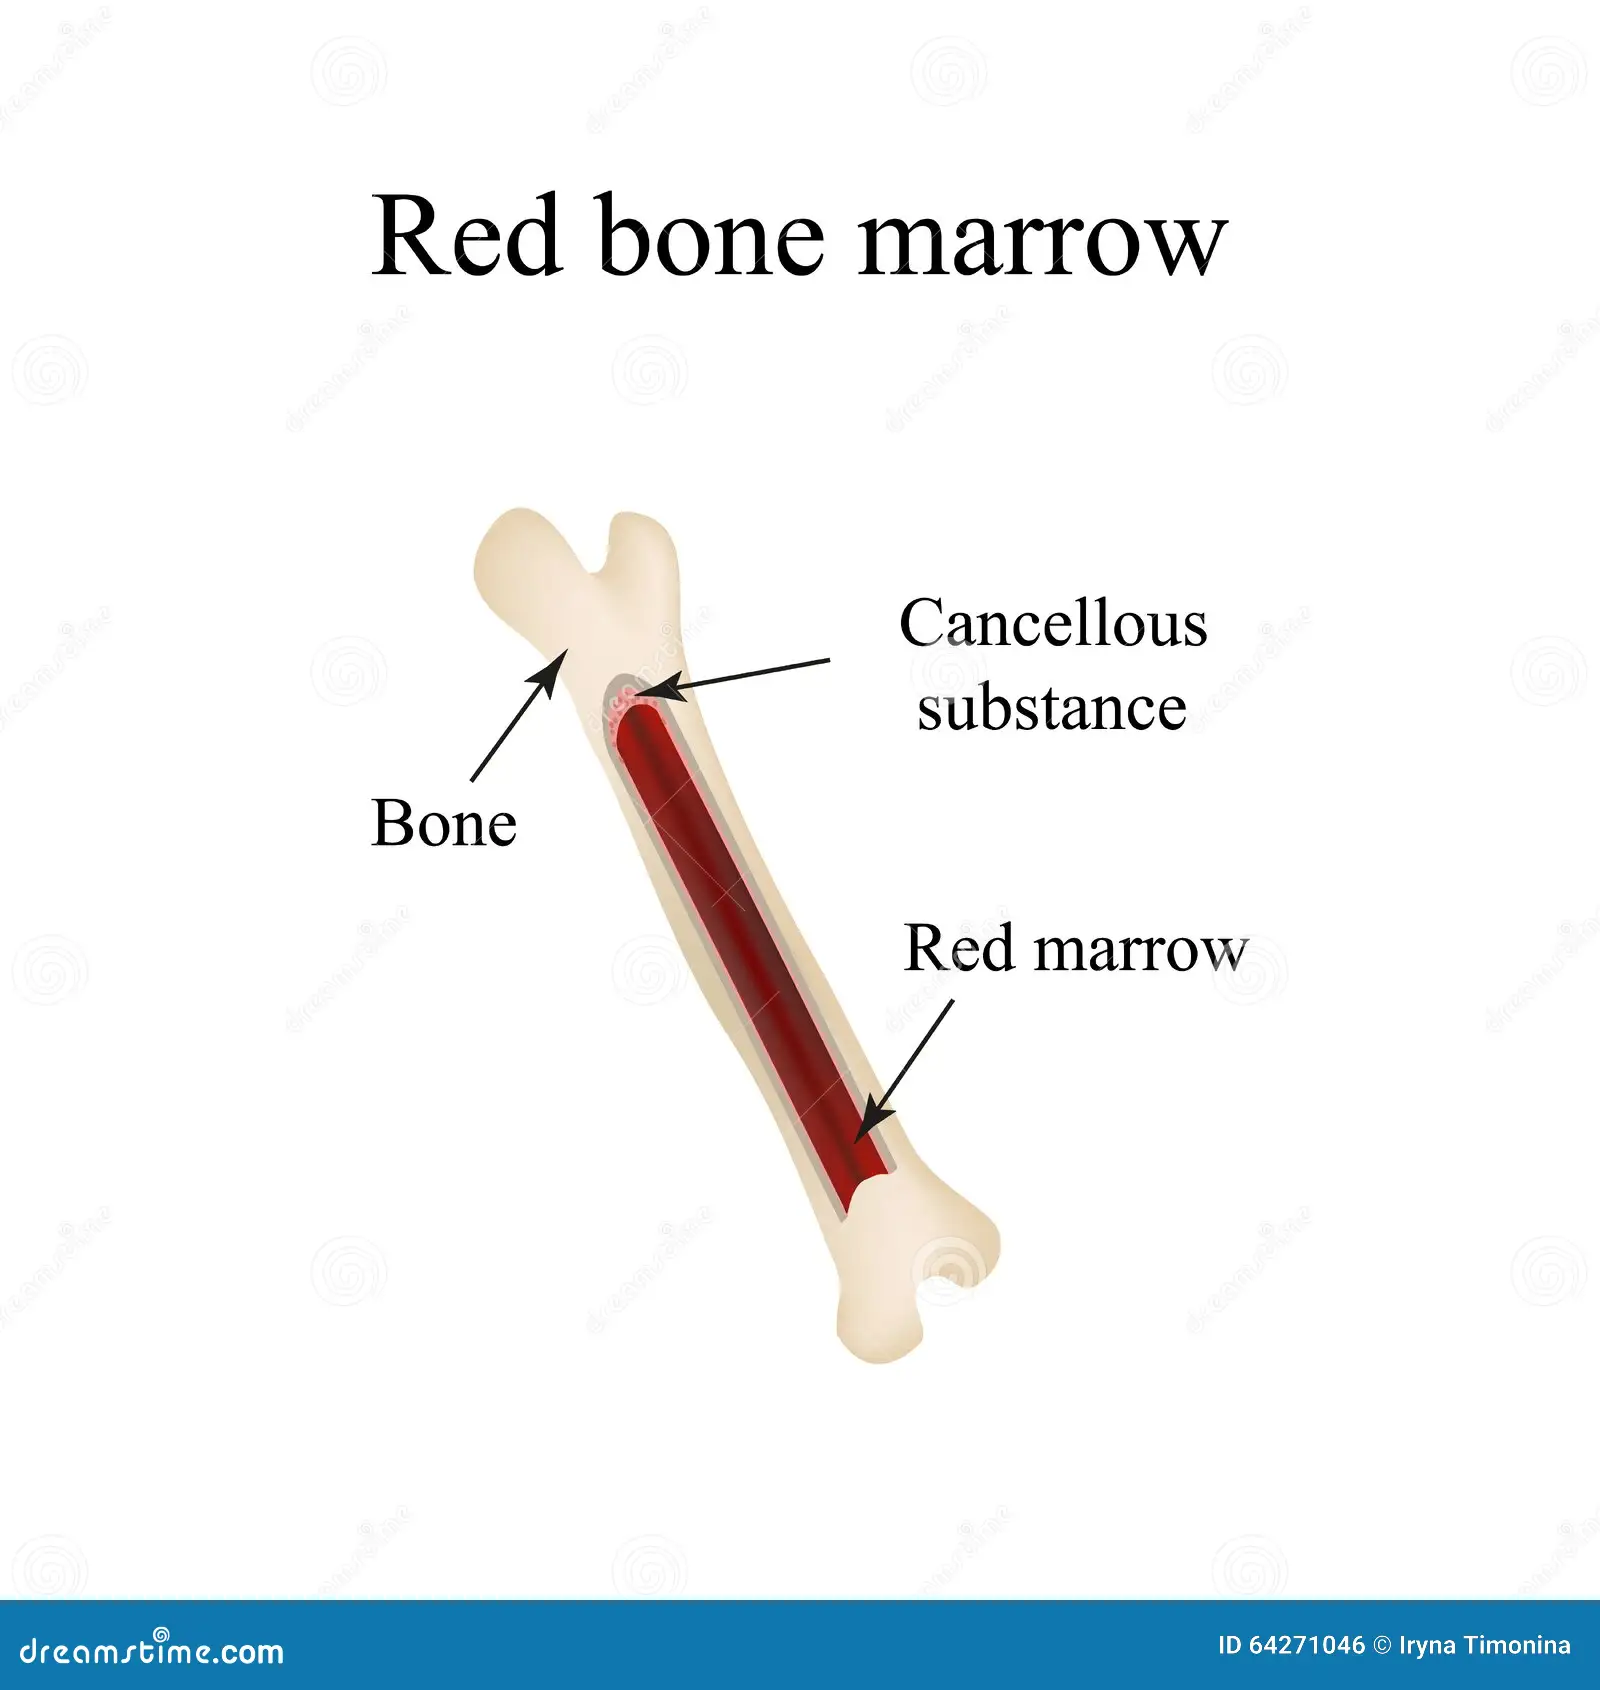 Red bone marrow
Cancellous
substance
Bone
Red marrow
dreamstime.com
ID 64271046 © Iryna Timonina